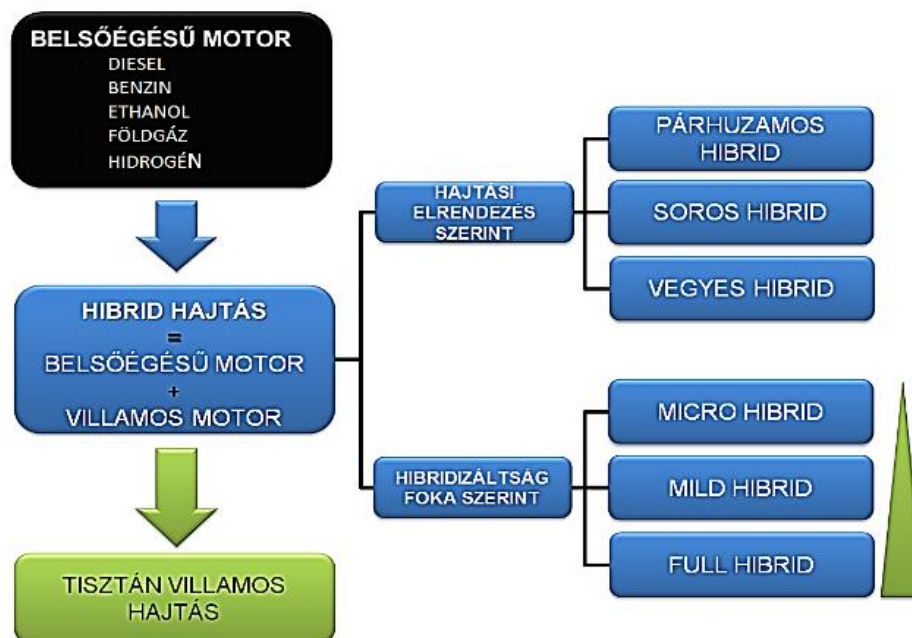 BELSŐÉGÉSŰ MOTOR
DIESEL
BENZIN
ETHANOL
FÖLDGÁZ
HIDROGÉN
HIBRID HAJTÁS
=
BELSŐÉGÉSŰ MOTOR
+
VILLAMOS MOTOR
TISZTÁN VILLAMOS
HAJTÁS
HAJTÁSI
ELRENDEZÉS
SZERINT
PÁRHUZAMOS
HIBRID
SOROS HIBRID
VEGYES HIBRID
HIBRIDIZÁLTSÁG
FOKA SZERINT
MICRO HIBRID
MILD HIBRID
FULL HIBRID